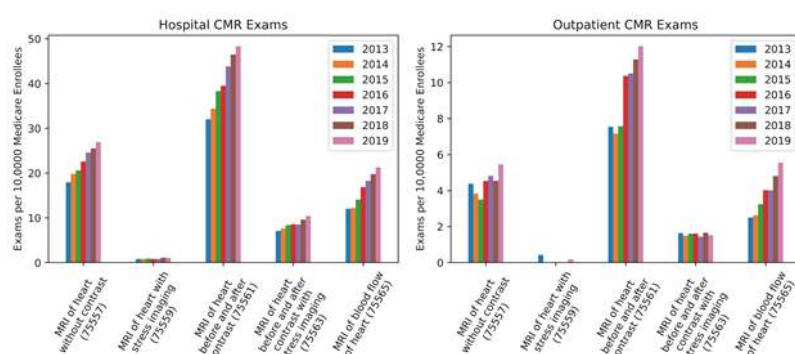 Hospital CMR Exams
Exams per 10,0000 Medicare Enrollees
50
40
30
20
10
0
2013
2014
2015
2016
2017
2018
2019
MRI of heart
without contrast
(75557)
MRI of heart with
stress imaging
(75559)
MRI of heart
before and after
contrast (75561)
MRI of heart
before and after
contrast with
stress imaging
(75563)
MRI of blood flow
of heart (75565)
Outpatient CMR Exams
Exams per 10,0000 Medicare Enrollees
12
10
8
6
4
2
0
2013
2014
2015
2016
2017
2018
2019
MRI of heart
without contrast
(75557)
MRI of heart with
stress imaging
(75559)
MRI of heart
before and after
contrast (75561)
MRI of heart
before and after
contrast with
stress imaging
(75563)
MRI of blood flow
of heart (75565)